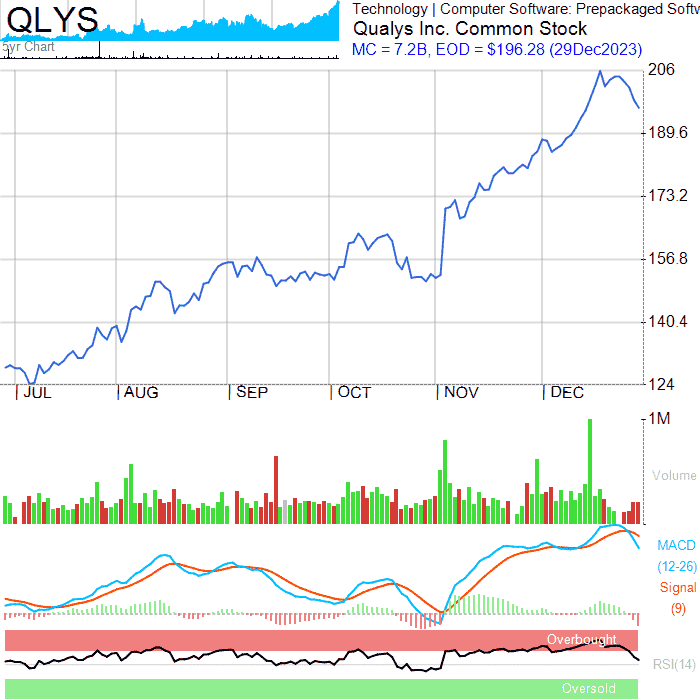 QLYS
5yr Chart
Technology | Computer Software: Prepackaged Softw
Qualys Inc. Common Stock
MC = 7.2B, EOD = $196.28 (29Dec2023)
206
189.6
173.2
156.8
140.4
124
|JUL |AUG |SEP |OCT |NOV |DEC
1M
Volume
MACD
(12-26)
Signal
(9)
Overbought
RSI(14)
Oversold